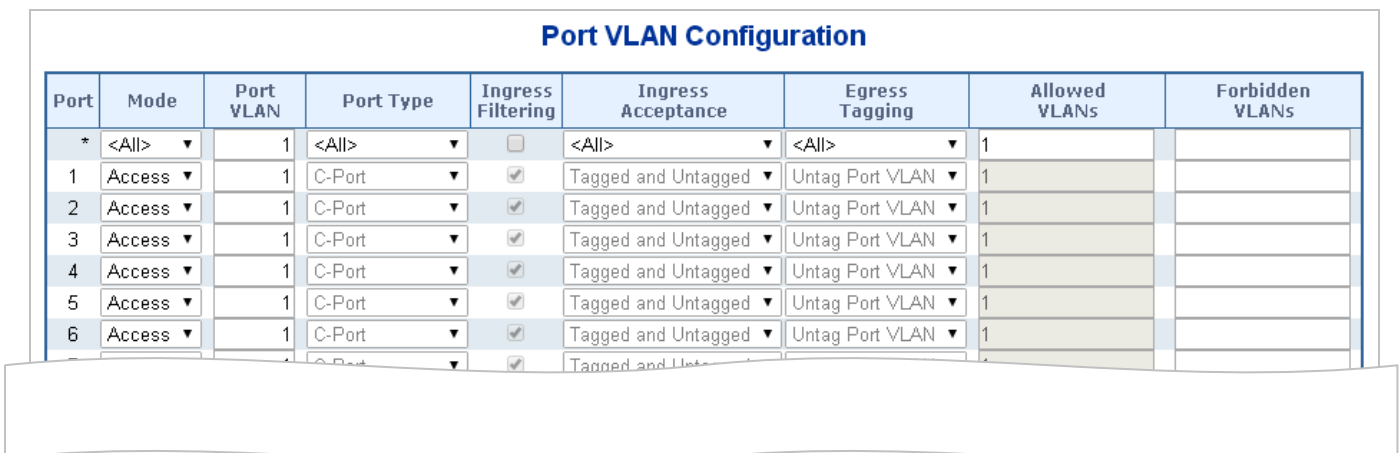 Port VLAN Configuration
Port Mode Port VLAN Port Type Ingress Filtering Ingress Acceptance Egress Tagging Allowed VLANs Forbidden VLANs
* <All> 1 <All> <All> <All> 1
1 Access 1 C-Port Tagged and Untagged Untag Port VLAN 1
2 Access 1 C-Port Tagged and Untagged Untag Port VLAN 1
3 Access 1 C-Port Tagged and Untagged Untag Port VLAN 1
4 Access 1 C-Port Tagged and Untagged Untag Port VLAN 1
5 Access 1 C-Port Tagged and Untagged Untag Port VLAN 1
6 Access 1 C-Port Tagged and Untagged Untag Port VLAN 1
Tagged and